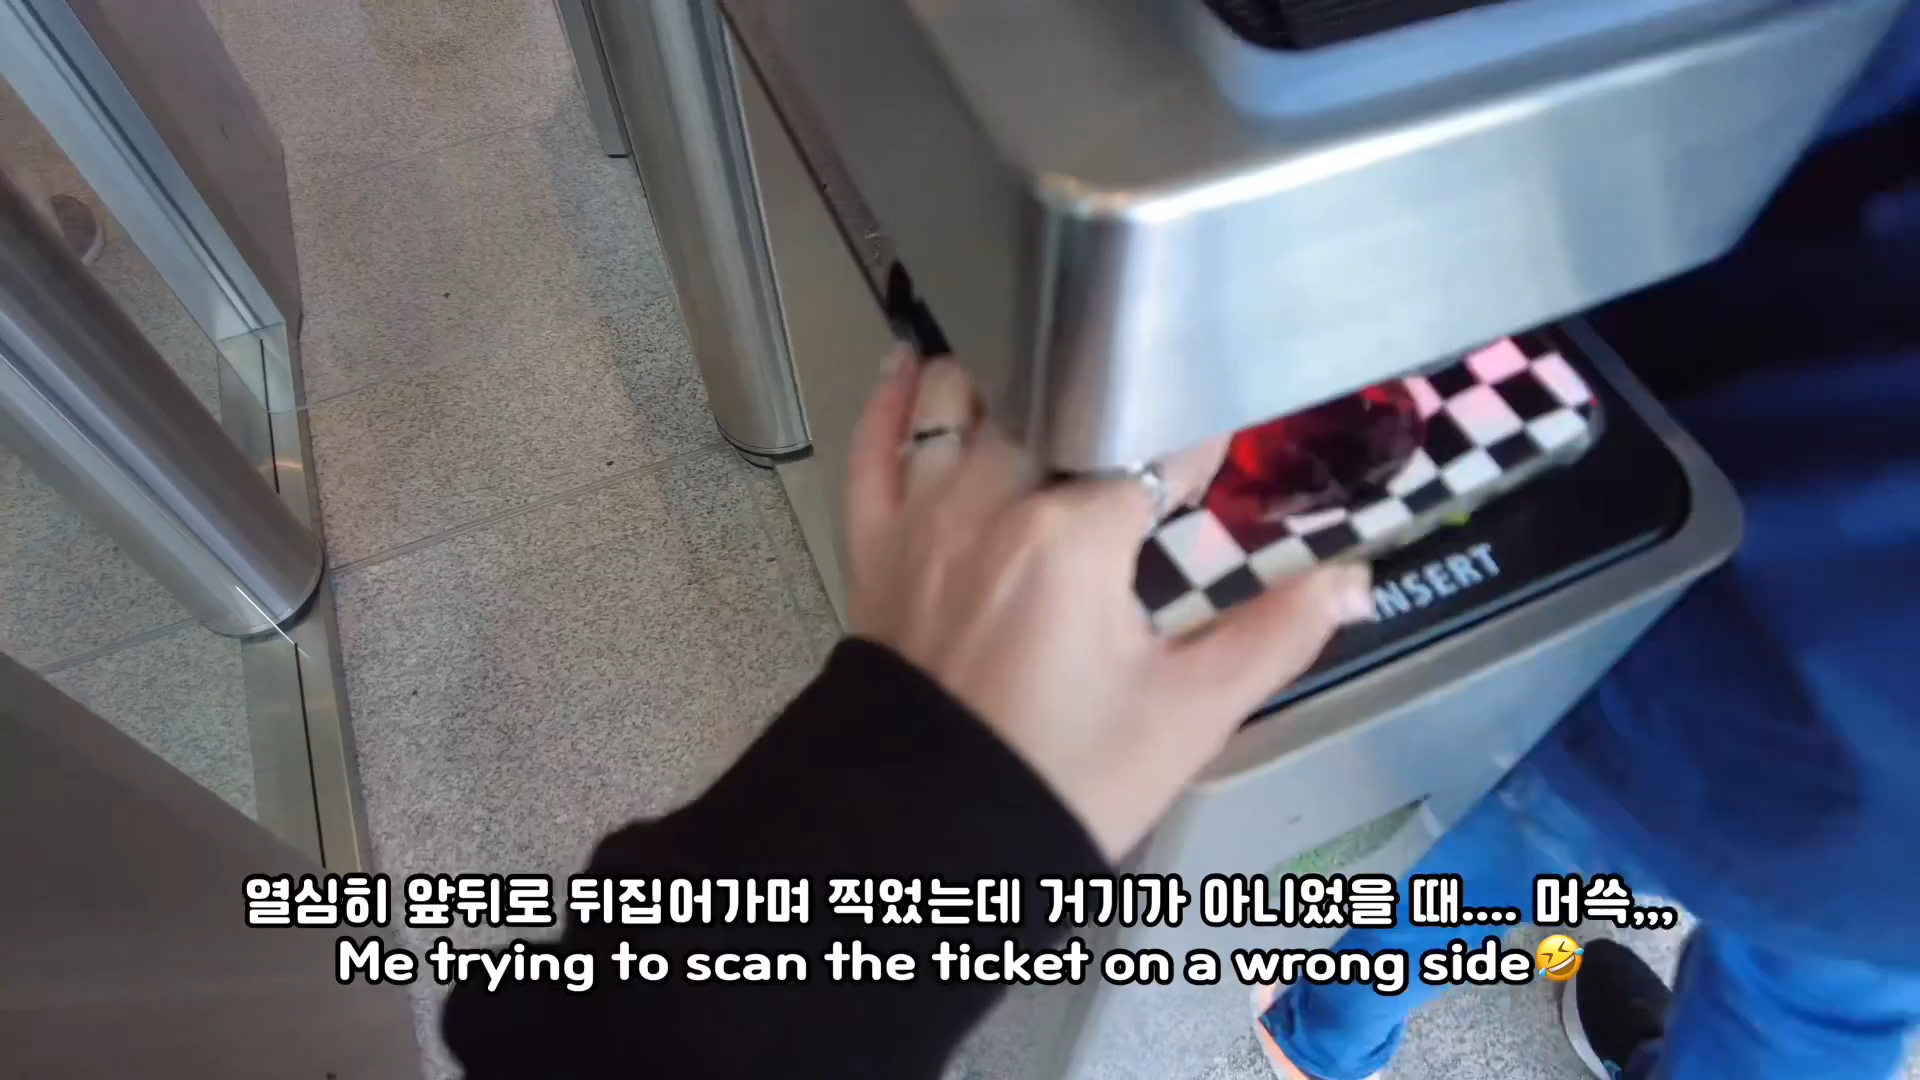 INSERT
열심히 앞뒤로 뒤집어가며 찍었는데 거기가 아니었을 때.... 머쓱,,,
Me trying to scan the ticket on a wrong side🤣